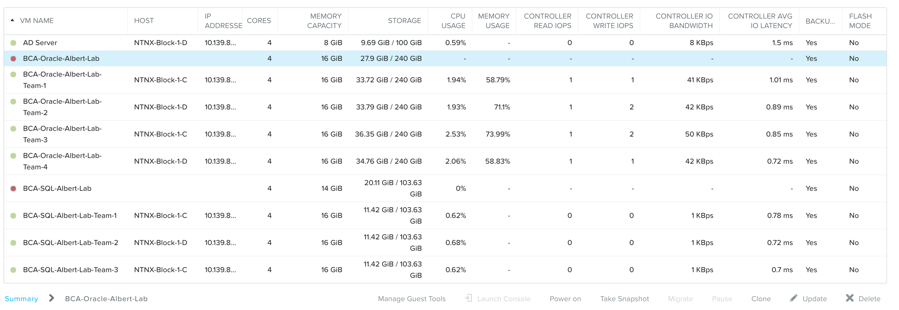 VM NAME HOST IP ADDRESSE CORES MEMORY CAPACITY STORAGE CPU USAGE MEMORY USAGE CONTROLLER READ IOPS CONTROLLER WRITE IOPS CONTROLLER IO BANDWIDTH CONTROLLER AVG IO LATENCY BACKU... FLASH MODE
AD Server NTNX-Block-1-D 10.139.8... 4 8 GiB 9.69 GiB / 100 GiB 0.59% - 0 0 8 KBps 1.5 ms Yes No
BCA-Oracle-Albert-Lab 4 16 GiB 27.9 GiB / 240 GiB - - - - - - Yes No
BCA-Oracle-Albert-Lab-Team-1 NTNX-Block-1-C 10.139.8... 4 16 GiB 33.72 GiB / 240 GiB 1.94% 58.79% 1 1 41 KBps 1.01 ms Yes No
BCA-Oracle-Albert-Lab-Team-2 NTNX-Block-1-D 10.139.8... 4 16 GiB 33.79 GiB / 240 GiB 1.93% 71.1% 1 2 42 KBps 0.89 ms Yes No
BCA-Oracle-Albert-Lab-Team-3 NTNX-Block-1-C 10.139.8... 4 16 GiB 36.35 GiB / 240 GiB 2.53% 73.99% 1 2 50 KBps 0.85 ms Yes No
BCA-Oracle-Albert-Lab-Team-4 NTNX-Block-1-D 10.139.8... 4 16 GiB 34.76 GiB / 240 GiB 2.06% 58.83% 1 1 42 KBps 0.72 ms Yes No
BCA-SQL-Albert-Lab 4 14 GiB 20.11 GiB / 103.63 GiB 0% - - - - - Yes No
BCA-SQL-Albert-Lab-Team-1 NTNX-Block-1-C 10.139.8... 4 16 GiB 11.42 GiB / 103.63 GiB 0.62% - 0 0 1 KBps 0.78 ms Yes No
BCA-SQL-Albert-Lab-Team-2 NTNX-Block-1-D 10.139.8... 4 16 GiB 11.42 GiB / 103.63 GiB 0.68% - 0 0 1 KBps 0.72 ms Yes No
BCA-SQL-Albert-Lab-Team-3 NTNX-Block-1-C 10.139.8... 4 16 GiB 11.42 GiB / 103.63 GiB 0.62% - 0 0 1 KBps 0.7 ms Yes No
Summary BCA-Oracle-Albert-Lab Manage Guest Tools Launch Console Power on Take Snapshot Migrate Pause Clone Update Delete